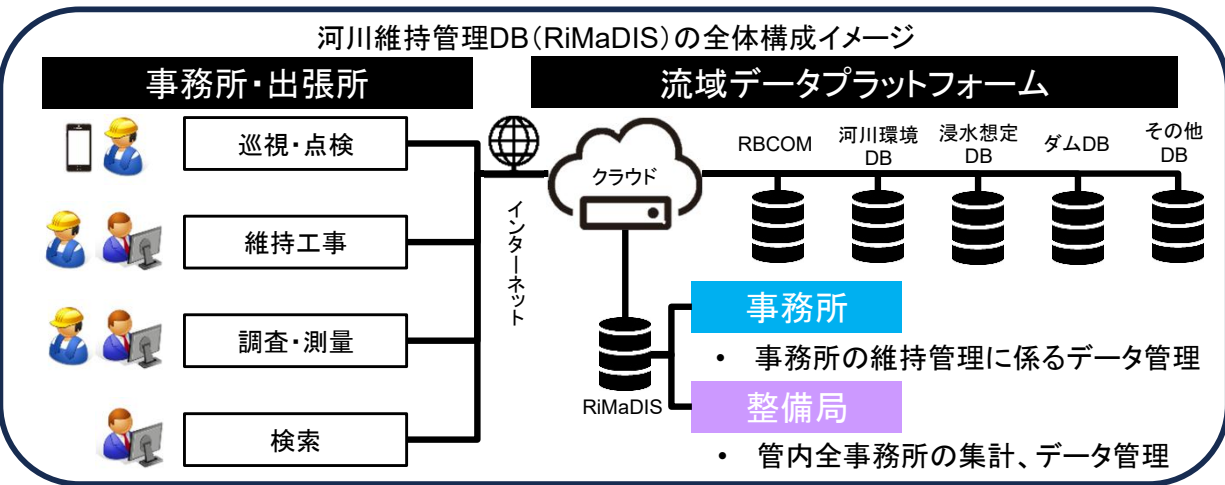 河川維持管理DB(RiMaDIS)の全体構成イメージ
事務所・出張所
巡視・点検
維持工事
調査・測量
検索
インターネット
流域データプラットフォーム
クラウド
RBCOM
河川環境
DB
浸水想定
DB
ダムDB
その他
DB
RiMaDIS
事務所
• 事務所の維持管理に係るデータ管理
整備局
• 管内全事務所の集計、データ管理